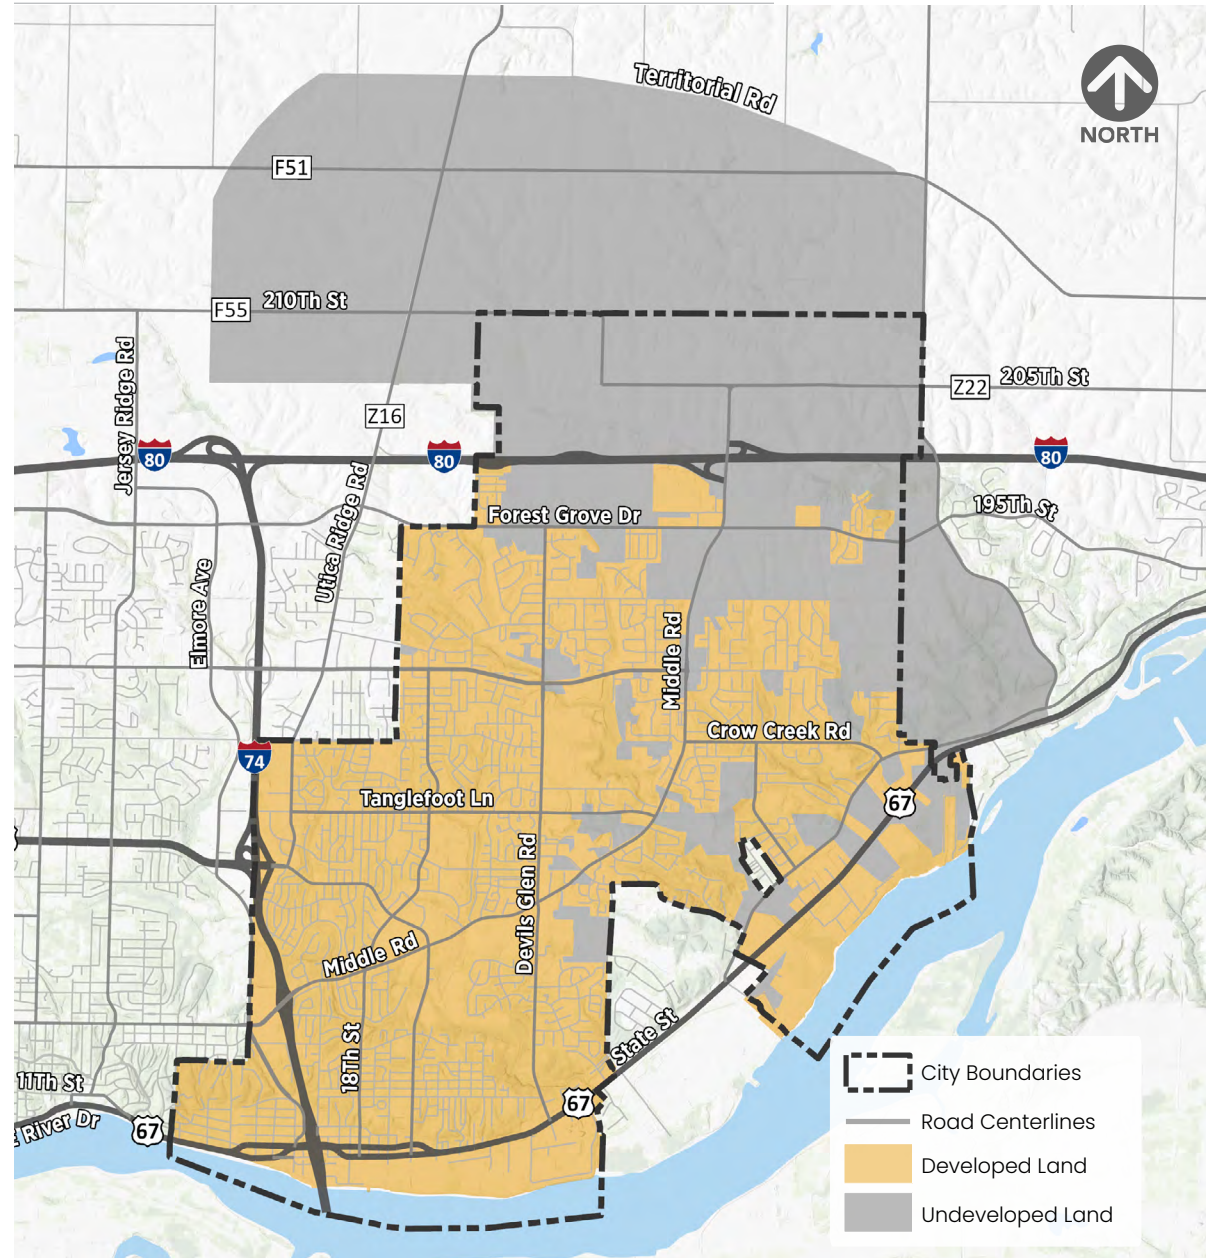 Territorial Rd
NORTH
F51
F55
210Th St
Jersey Ridge Rd
Z16
Z22
205Th St
80
80
80
Utica Ridge Rd
195Th St
Forest Grove Dr
Elmore Ave
Middle Rd
Crow Creek Rd
74
Tanglefoot Ln
67
Devils Glen Rd
Middle Rd
18Th St
State St
11Th St
67
E River Dr
67
City Boundaries
Road Centerlines
Developed Land
Undeveloped Land